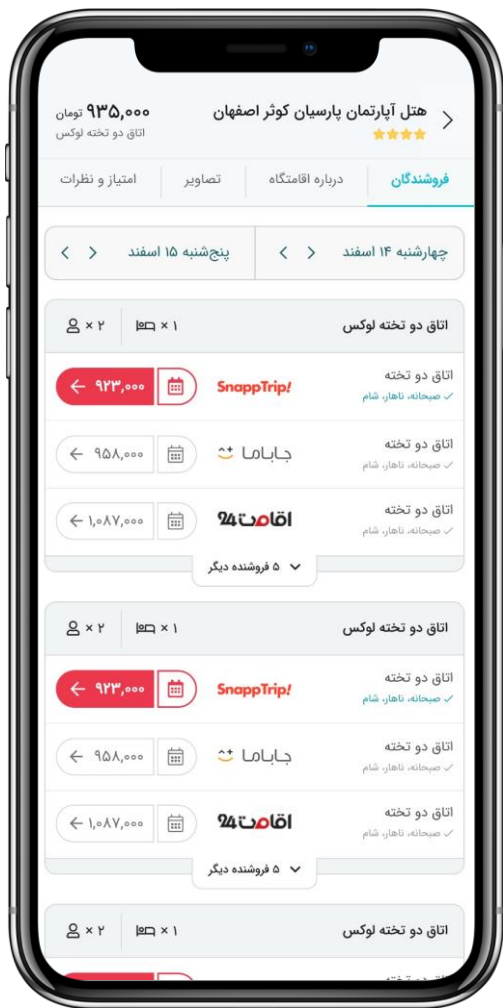 هتل آپارتمان پارسیان کوثر اصفهان
۹۳۵,۰۰۰ تومان
اتاق دو تخته لوکس
فروشندگان
درباره اقامتگاه
تصاویر
امتیاز و نظرات
چهارشنبه ۱۴ اسفند
پنج‌شنبه ۱۵ اسفند
اتاق دو تخته لوکس
۱ ×
۲ ×
اتاق دو تخته
صبحانه، ناهار، شام
SnappTrip!
۹۲۳,۰۰۰
اتاق دو تخته
صبحانه، ناهار، شام
جاباما
۹۵۸,۰۰۰
اتاق دو تخته
صبحانه، ناهار، شام
اقامت24
۱,۰۸۷,۰۰۰
۵ فروشنده دیگر
اتاق دو تخته لوکس
۱ ×
۲ ×
اتاق دو تخته
صبحانه، ناهار، شام
SnappTrip!
۹۲۳,۰۰۰
اتاق دو تخته
صبحانه، ناهار، شام
جاباما
۹۵۸,۰۰۰
اتاق دو تخته
صبحانه، ناهار، شام
اقامت24
۱,۰۸۷,۰۰۰
۵ فروشنده دیگر
اتاق دو تخته لوکس
۱ ×
۲ ×